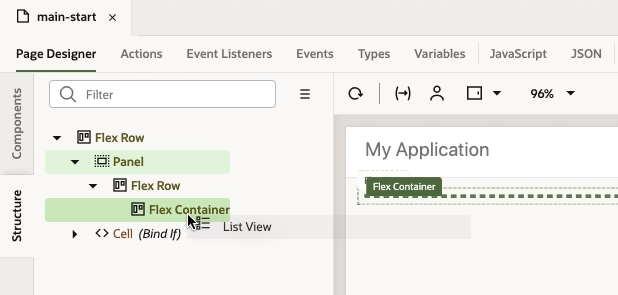 main-start ×
Page Designer Actions Event Listeners Events Types Variables JavaScript JSON
Components
Structure
Filter
96%
Flex Row
Panel
Flex Row
Flex Container
Cell (Bind If)
List View
My Application
Flex Container